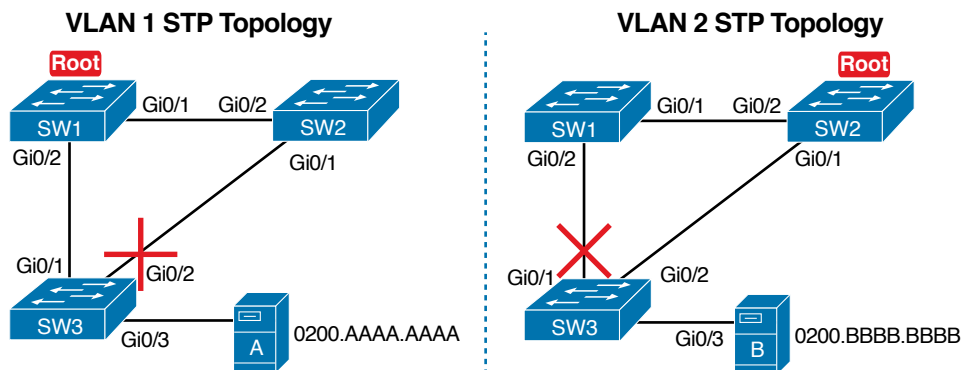 VLAN 1 STP Topology
Root
SW1
Gi0/1
Gi0/2
SW2
Gi0/2
Gi0/1
Gi0/1
Gi0/2
SW3
Gi0/3
A
0200.AAAA.AAAA
VLAN 2 STP Topology
Root
SW1
Gi0/1
Gi0/2
SW2
Gi0/2
Gi0/1
Gi0/1
Gi0/2
SW3
Gi0/3
B
0200.BBBB.BBBB